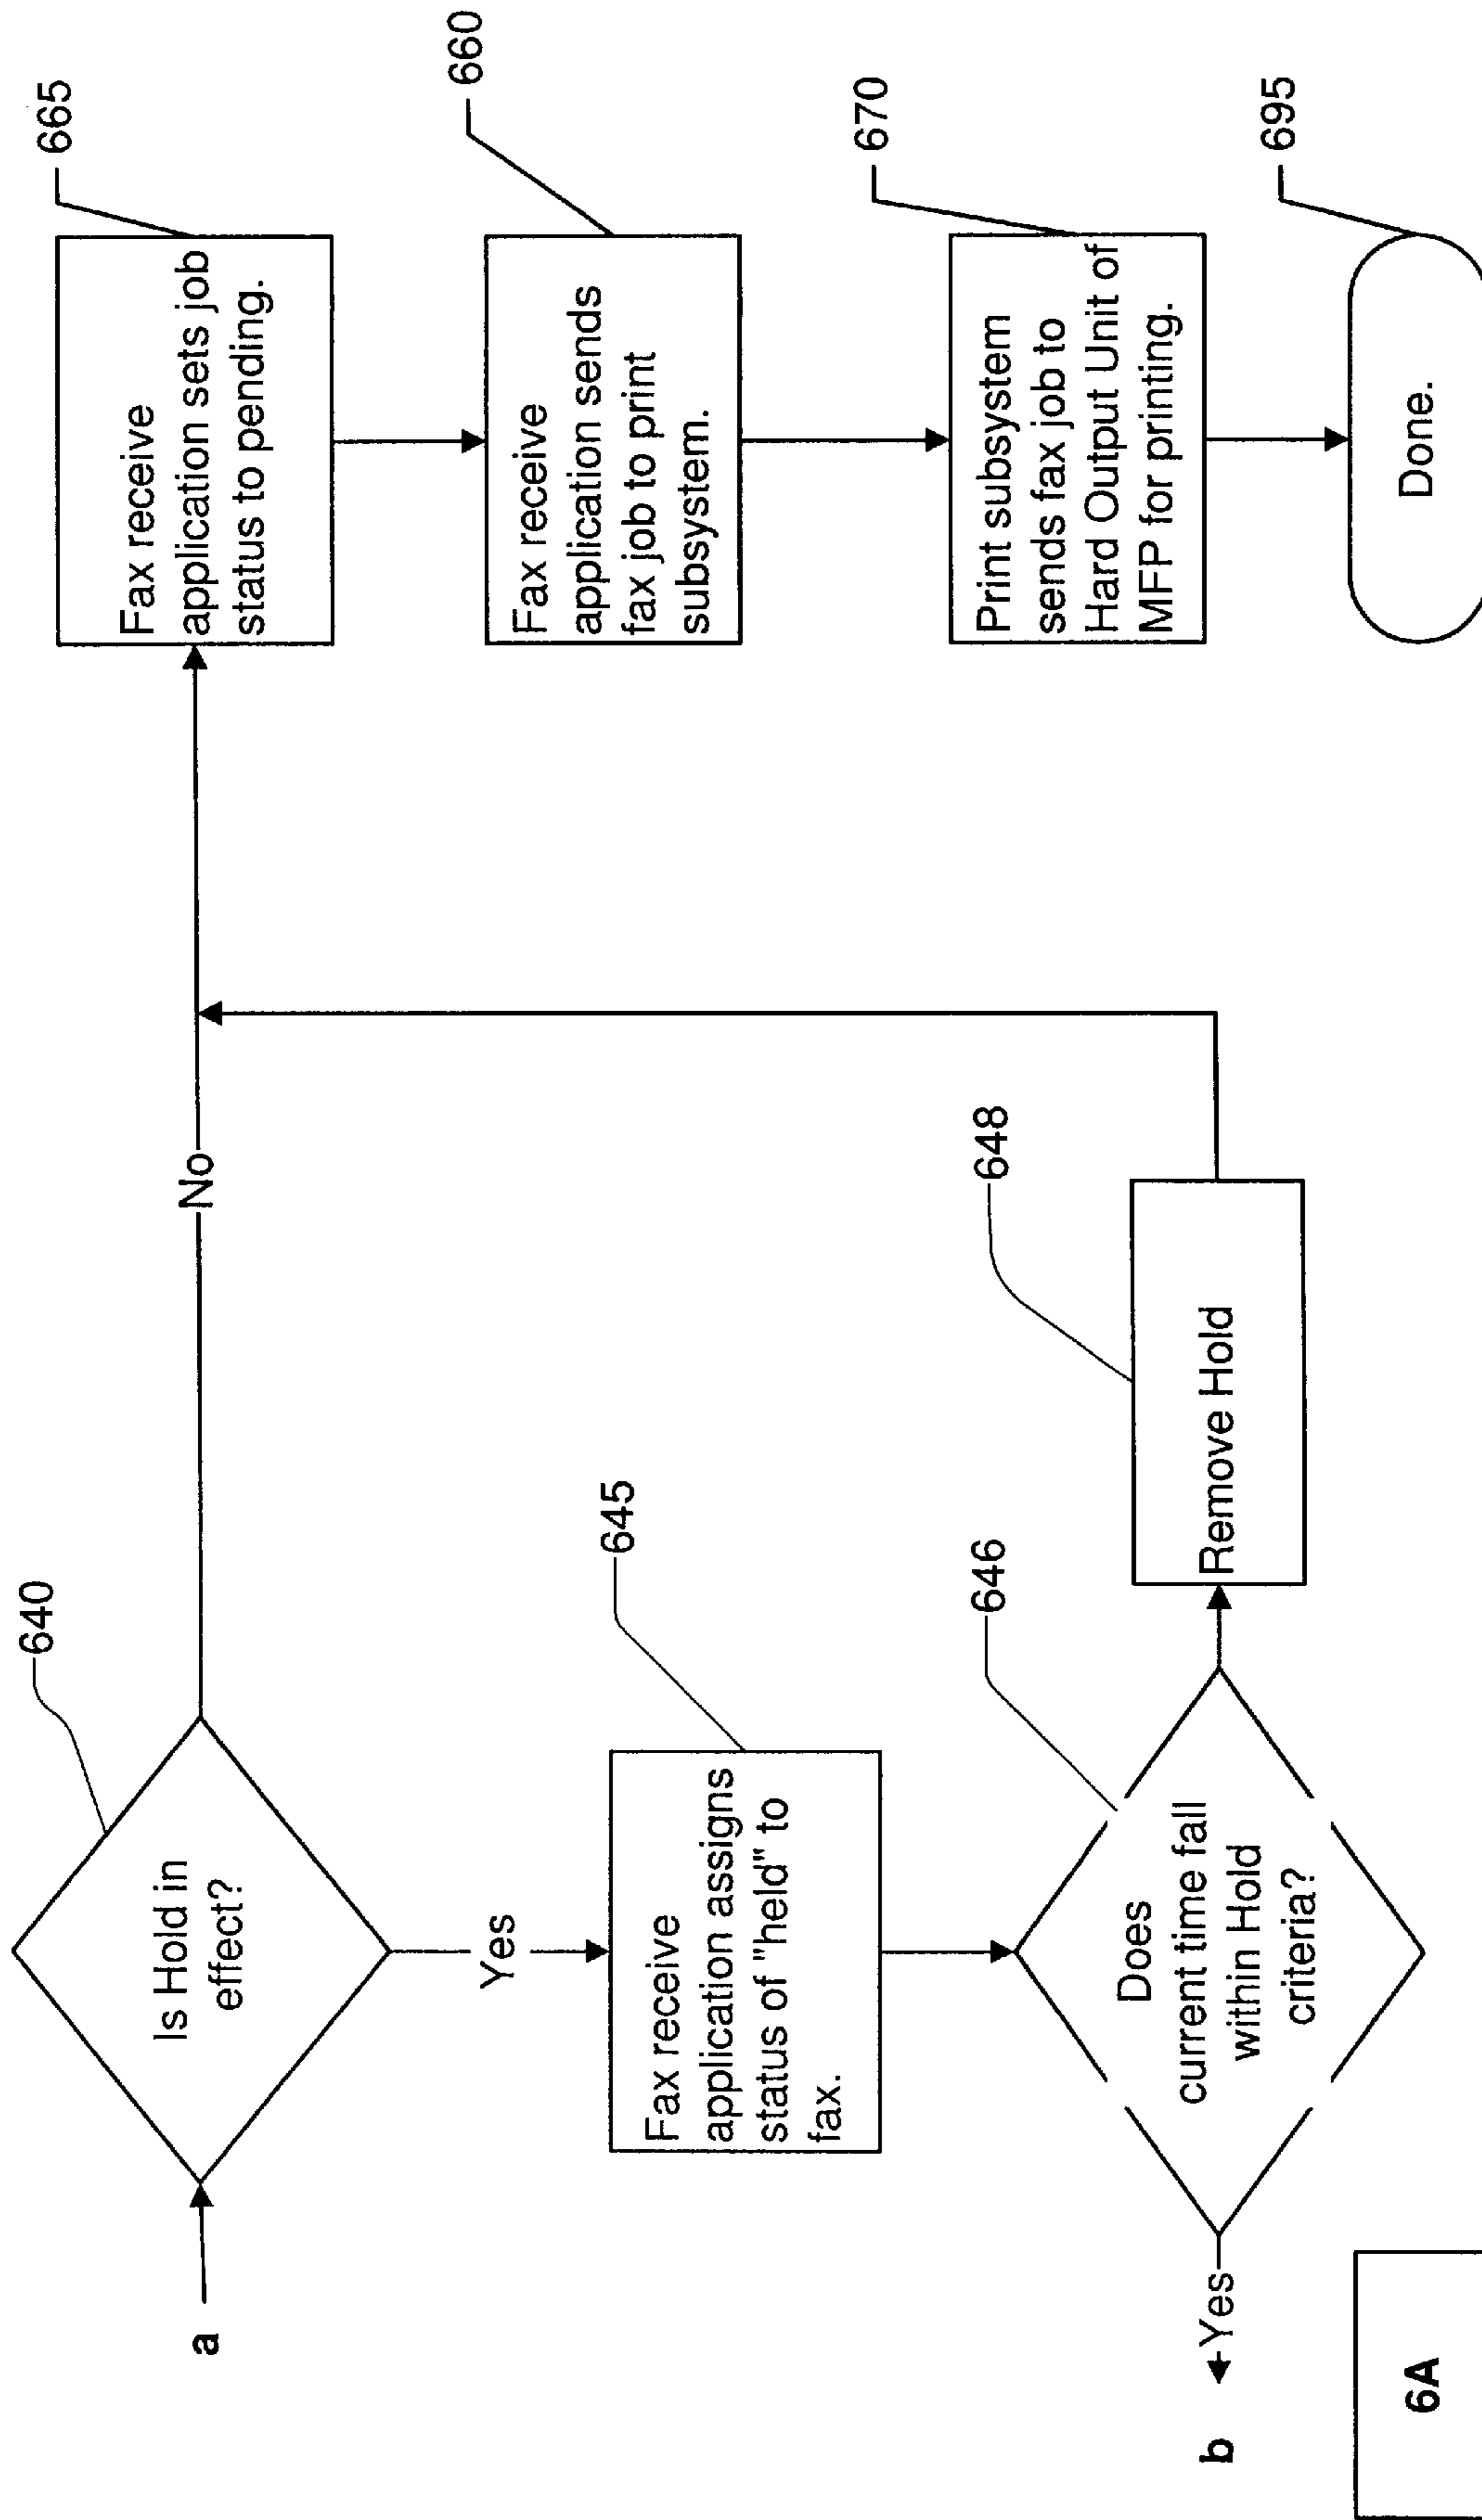 a
Is Hold in
effect?
640
No
Yes
Fax receive
application assigns
status of "held" to
fax.
645
Does
current time fall
within Hold
criteria?
646
Yes
b
Remove Hold
648
Fax receive
application sets job
status to pending.
665
Fax receive
application sends
fax job to print
subsystem.
660
Print subsystem
sends fax job to
Hard Output Unit of
MFP for printing.
670
Done.
695
6A